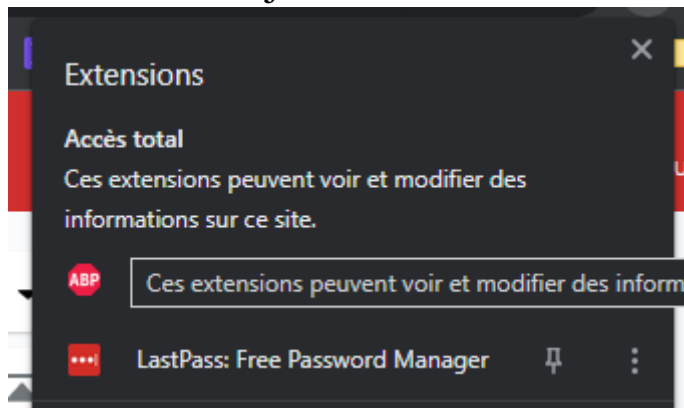 Extensions
Accès total
Ces extensions peuvent voir et modifier des
informations sur ce site.
ABP
Ces extensions peuvent voir et modifier des inform
LastPass: Free Password Manager